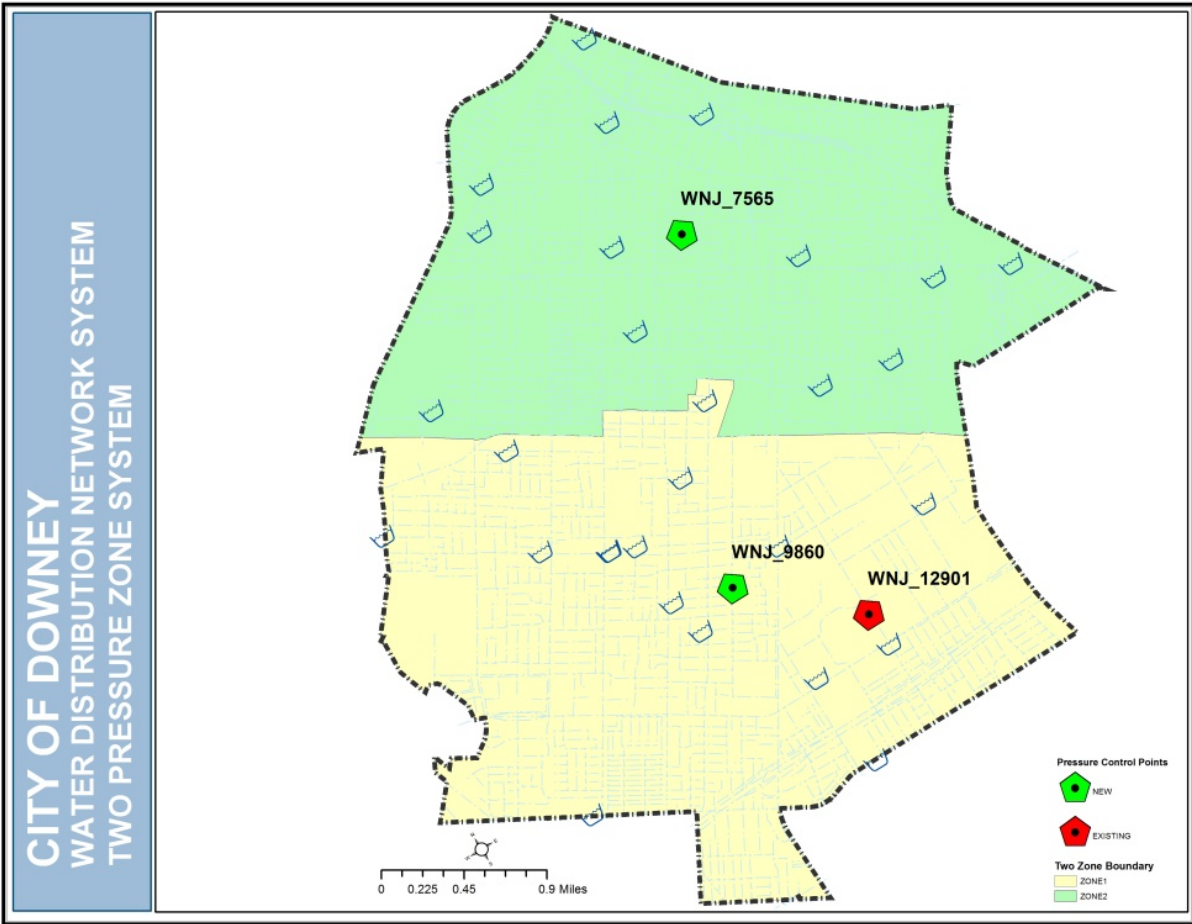 CITY OF DOWNEY
WATER DISTRIBUTION NETWORK SYSTEM
TWO PRESSURE ZONE SYSTEM
WNJ_7565
WNJ_9860
WNJ_12901
Pressure Control Points
NEW
EXISTING
Two Zone Boundary
ZONE1
ZONE2
0 0.225 0.45 0.9 Miles